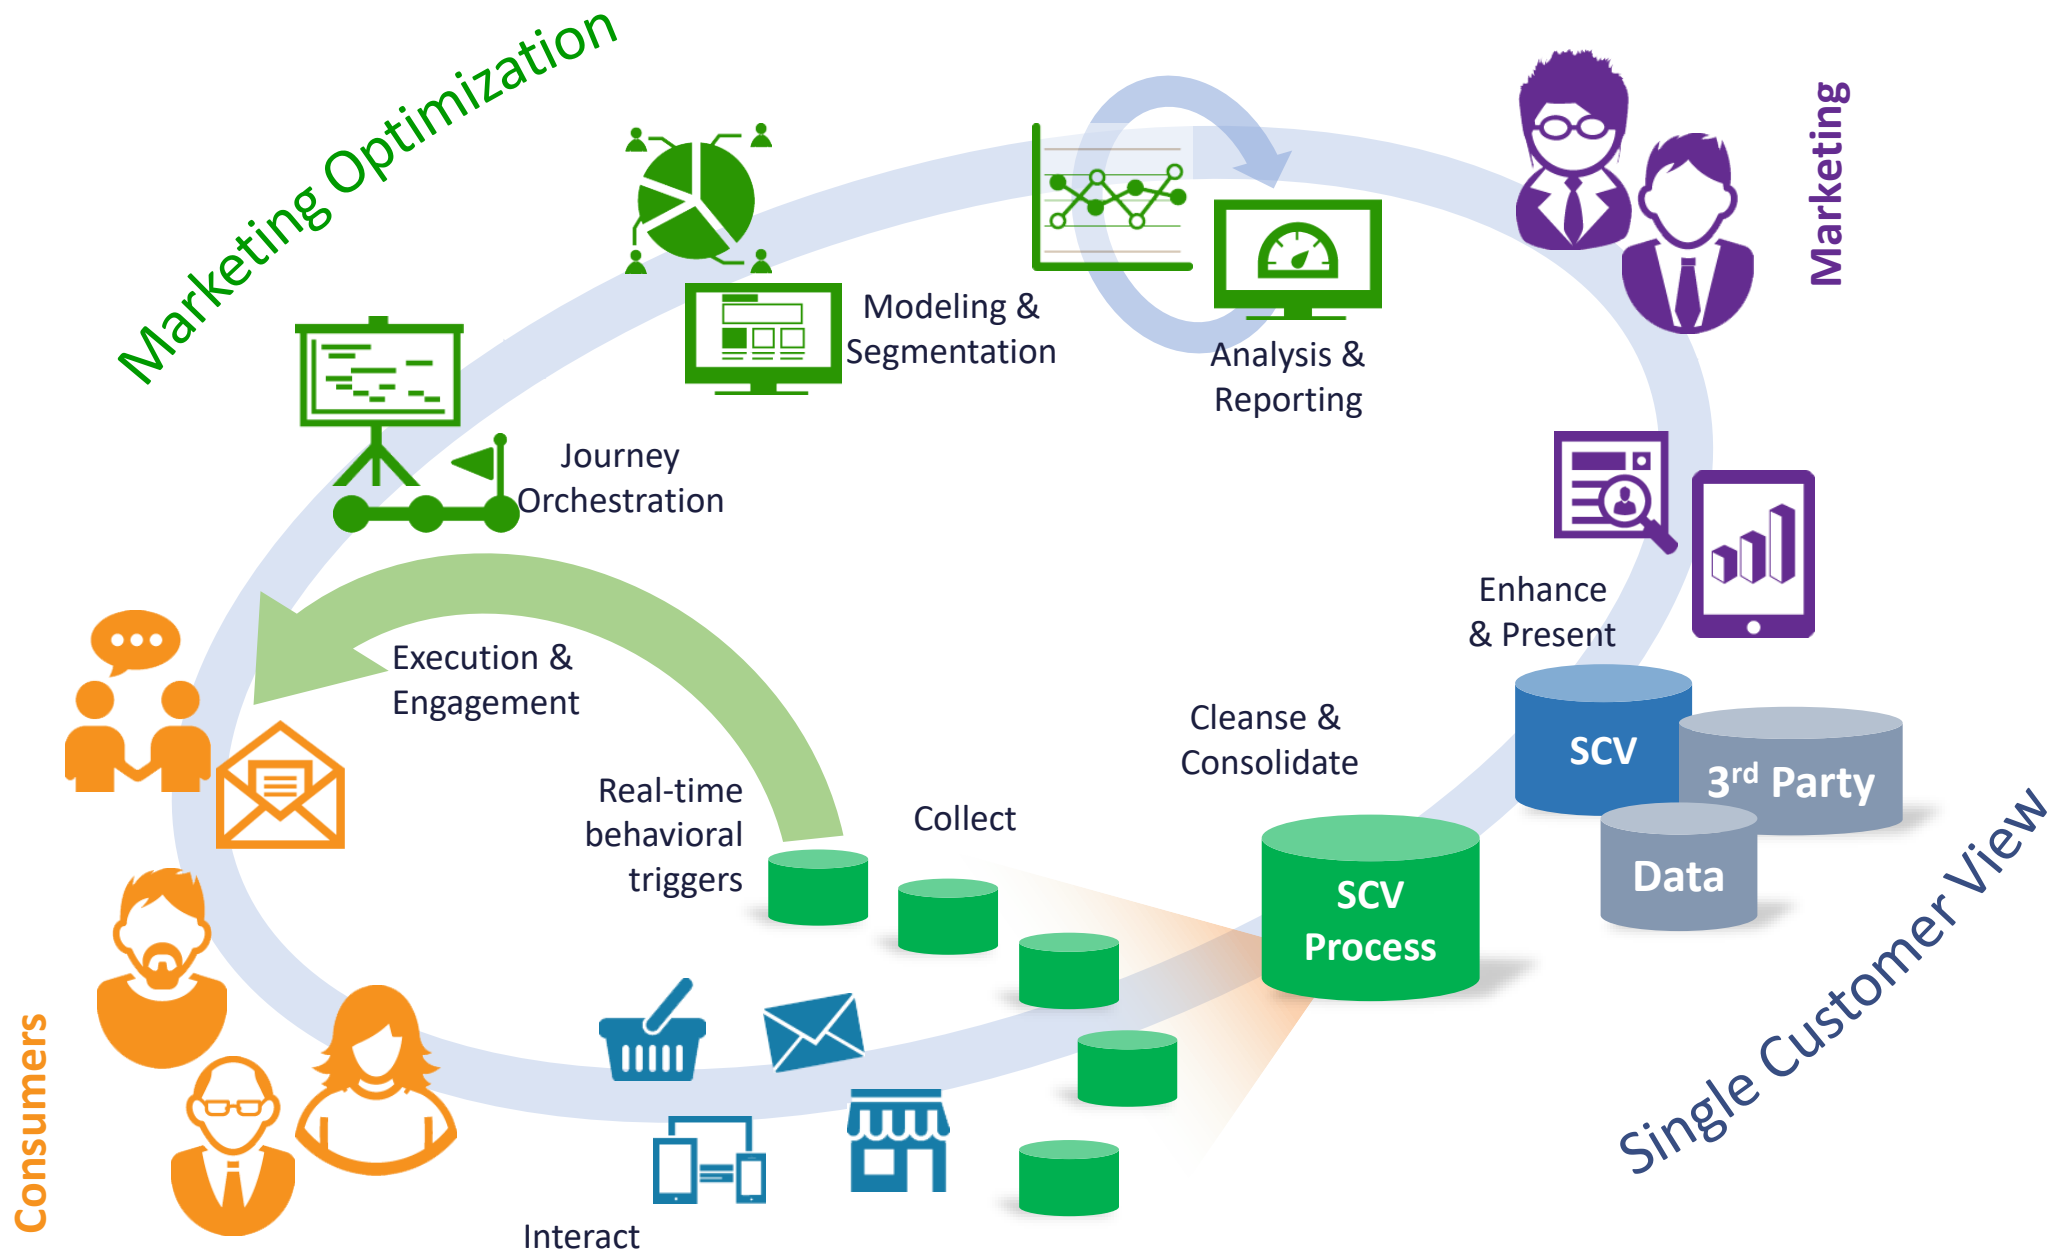 Marketing Optimization
Marketing
Modeling &
Segmentation
Analysis &
Reporting
Journey
Orchestration
Enhance
& Present
Execution &
Engagement
Cleanse &
Consolidate
SCV
3rd Party
Data
Real-time
behavioral
triggers
Collect
SCV
Process
Single Customer View
Consumers
Interact